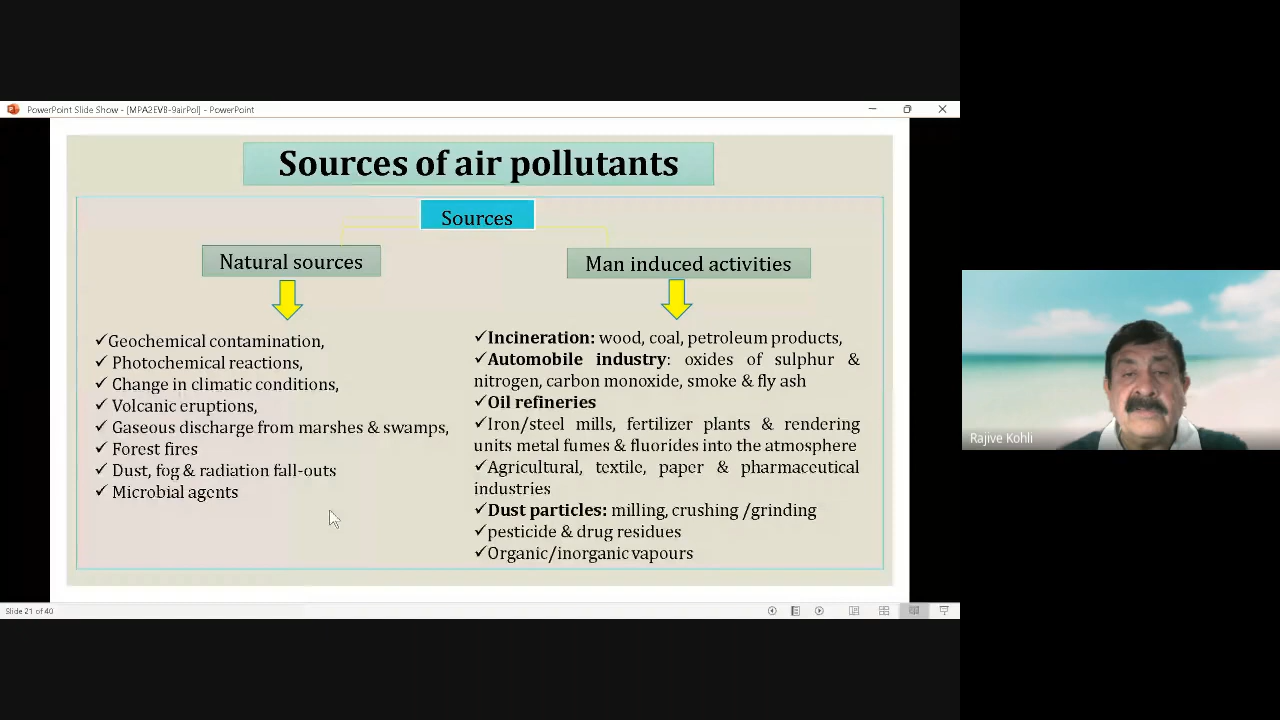 PowerPoint Slide Show - [MPA2EVB-9airPol] - PowerPoint
Sources of air pollutants
Sources
Natural sources
Man induced activities
✓Geochemical contamination,
✓ Photochemical reactions,
✓ Change in climatic conditions,
✓ Volcanic eruptions,
✓ Gaseous discharge from marshes & swamps,
✓ Forest fires
✓ Dust, fog & radiation fall-outs
✓ Microbial agents
✓Incineration: wood, coal, petroleum products,
✓Automobile industry: oxides of sulphur &
nitrogen, carbon monoxide, smoke & fly ash
✓Oil refineries
✓Iron/steel mills, fertilizer plants & rendering
units metal fumes & fluorides into the atmosphere
✓Agricultural, textile, paper & pharmaceutical
industries
✓Dust particles: milling, crushing /grinding
✓pesticide & drug residues
✓Organic/inorganic vapours
Slide 21 of 40
Rajive Kohli